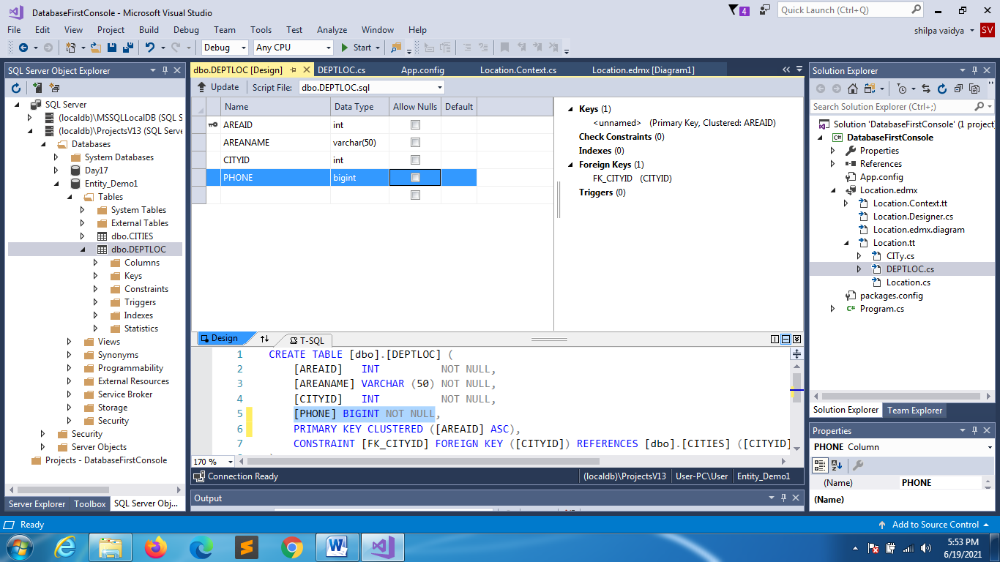 DatabaseFirstConsole - Microsoft Visual Studio
4
Quick Launch (Ctrl+Q)
File Edit View Project Build Debug Team Tools Test Analyze Window Help
shilpa vaidya SV
Debug Any CPU Start
SQL Server Object Explorer
SQL Server
(localdb)\MSSQLLocalDB (SQL S
(localdb)\ProjectsV13 (SQL Serve
Databases
System Databases
Day17
Entity_Demo1
Tables
System Tables
External Tables
dbo.CITIES
dbo.DEPTLOC
Columns
Keys
Constraints
Triggers
Indexes
Statistics
Views
Synonyms
Programmability
External Resources
Service Broker
Storage
Security
Security
Server Objects
Projects - DatabaseFirstConsole
Server Explorer Toolbox SQL Server Obj...
dbo.DEPTLOC [Design] DEPTLOC.cs App.config Location.Context.cs Location.edmx [Diagram1]
Update Script File: dbo.DEPTLOC.sql
Name Data Type Allow Nulls Default
AREAID int
AREANAME varchar(50)
CITYID int
PHONE bigint
Keys (1)
<unnamed> (Primary Key, Clustered: AREAID)
Check Constraints (0)
Indexes (0)
Foreign Keys (1)
FK_CITYID (CITYID)
Triggers (0)
Design T-SQL
1 CREATE TABLE [dbo].[DEPTLOC] (
2 [AREAID] INT NOT NULL,
3 [AREANAME] VARCHAR (50) NOT NULL,
4 [CITYID] INT NOT NULL,
5 [PHONE] BIGINT NOT NULL,
6 PRIMARY KEY CLUSTERED ([AREAID] ASC),
7 CONSTRAINT [FK_CITYID] FOREIGN KEY ([CITYID]) REFERENCES [dbo].[CITIES] ([CITYID]
170 %
Connection Ready (localdb)\ProjectsV13 User-PC\User Entity_Demo1
Output
Solution Explorer
Search Solution Explorer (Ctrl+;)
Solution 'DatabaseFirstConsole' (1 project
DatabaseFirstConsole
Properties
References
App.config
Location.edmx
Location.Context.tt
Location.Designer.cs
Location.edmx.diagram
Location.tt
CITy.cs
DEPTLOC.cs
Location.cs
packages.config
Program.cs
Solution Explorer Team Explorer
Properties
PHONE Column
(Name) PHONE
(Name)
Ready
Add to Source Control
5:53 PM
6/19/2021